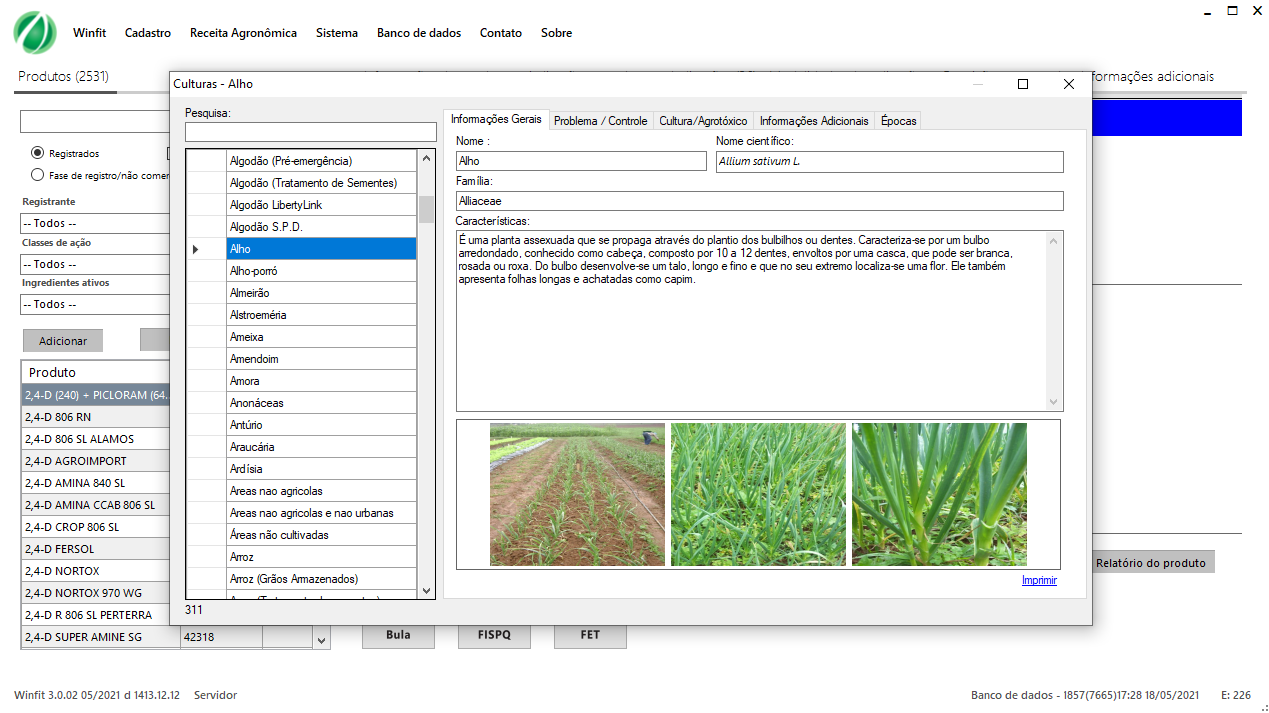 Winfit Cadastro Receita Agronômica Sistema Banco de dados Contato Sobre
Produtos (2531)
formações adicionais
Registrados
Fase de registro/não comer
Registrante
-- Todos --
Classes de ação
-- Todos --
Ingredientes ativos
-- Todos --
Adicionar
Produto
2,4-D (240) + PICLORAM (64...
2,4-D 806 RN
2,4-D 806 SL ALAMOS
2,4-D AGROIMPORT
2,4-D AMINA 840 SL
2,4-D AMINA CCAB 806 SL
2,4-D CROP 806 SL
2,4-D FERSOL
2,4-D NORTOX
2,4-D NORTOX 970 WG
2,4-D R 806 SL PERTERRA
2,4-D SUPER AMINE SG 42318
Culturas - Alho
Pesquisa:
Algodão (Pré-emergência)
Algodão (Tratamento de Sementes)
Algodão LibertyLink
Algodão S.P.D.
Alho
Alho-porró
Almeirão
Alstroeméria
Ameixa
Amendoim
Amora
Anonáceas
Antúrio
Araucária
Ardísia
Areas nao agricolas
Areas nao agricolas e nao urbanas
Áreas não cultivadas
Arroz
Arroz (Grãos Armazenados)
311
Informações Gerais Problema / Controle Cultura/Agrotóxico Informações Adicionais Épocas
Nome : Nome científico:
Alho Allium sativum L.
Família:
Alliaceae
Características:
É uma planta assexuada que se propaga através do plantio dos bulbilhos ou dentes. Caracteriza-se por um bulbo
arredondado, conhecido como cabeça, composto por 10 a 12 dentes, envoltos por uma casca, que pode ser branca,
rosada ou roxa. Do bulbo desenvolve-se um talo, longo e fino e que no seu extremo localiza-se uma flor. Ele também
apresenta folhas longas e achatadas como capim.
Imprimir
Relatório do produto
Bula FISPQ FET
Winfit 3.0.02 05/2021 d 1413.12.12 Servidor Banco de dados - 1857(7665)17:28 18/05/2021 E: 226